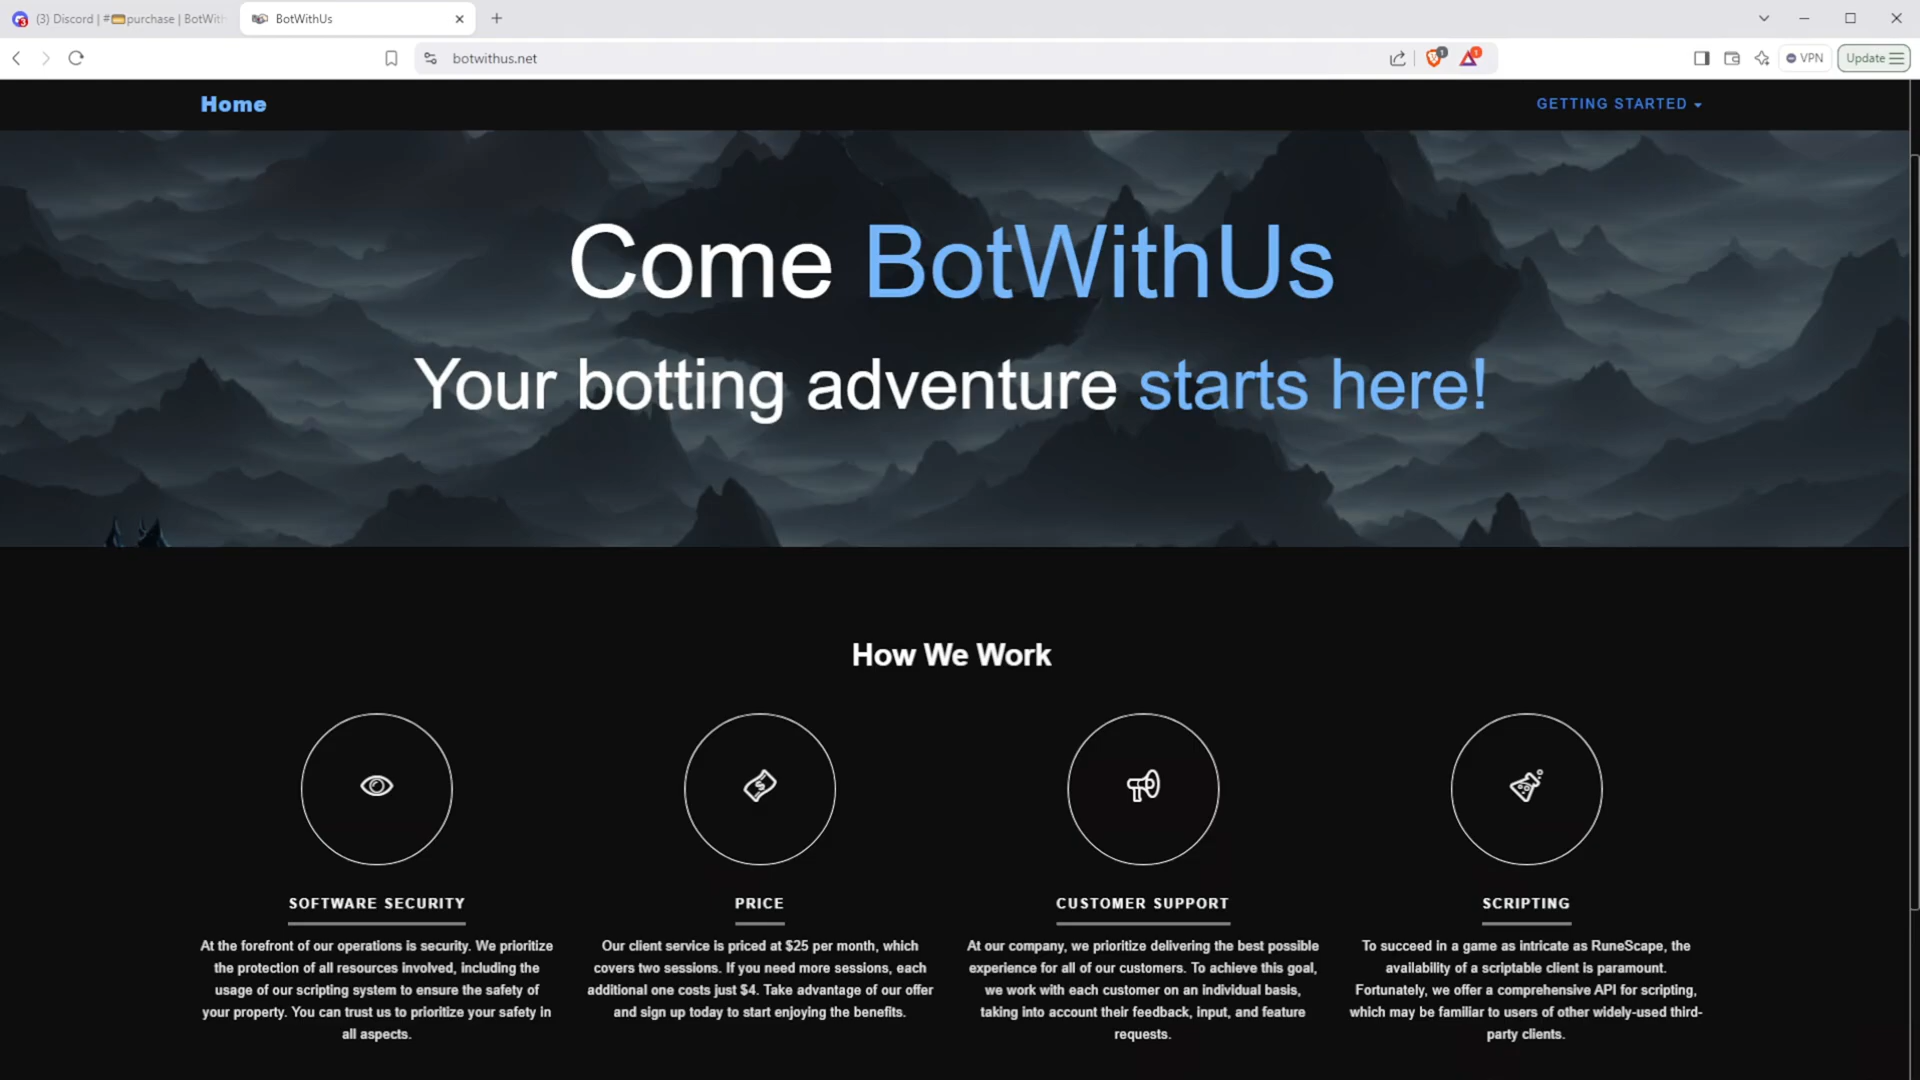 (3) Discord | #💳purchase | BotWith
BotWithUs
botwithus.net
1
1
VPN
Update
Home
GETTING STARTED
Come BotWithUs
Your botting adventure starts here!
How We Work
SOFTWARE SECURITY
At the forefront of our operations is security. We prioritize
the protection of all resources involved, including the
usage of our scripting system to ensure the safety of
your property. You can trust us to prioritize your safety in
all aspects.
PRICE
Our client service is priced at $25 per month, which
covers two sessions. If you need more sessions, each
additional one costs just $4. Take advantage of our offer
and sign up today to start enjoying the benefits.
CUSTOMER SUPPORT
At our company, we prioritize delivering the best possible
experience for all of our customers. To achieve this goal,
we work with each customer on an individual basis,
taking into account their feedback, input, and feature
requests.
SCRIPTING
To succeed in a game as intricate as RuneScape, the
availability of a scriptable client is paramount.
Fortunately, we offer a comprehensive API for scripting,
which may be familiar to users of other widely-used third-
party clients.